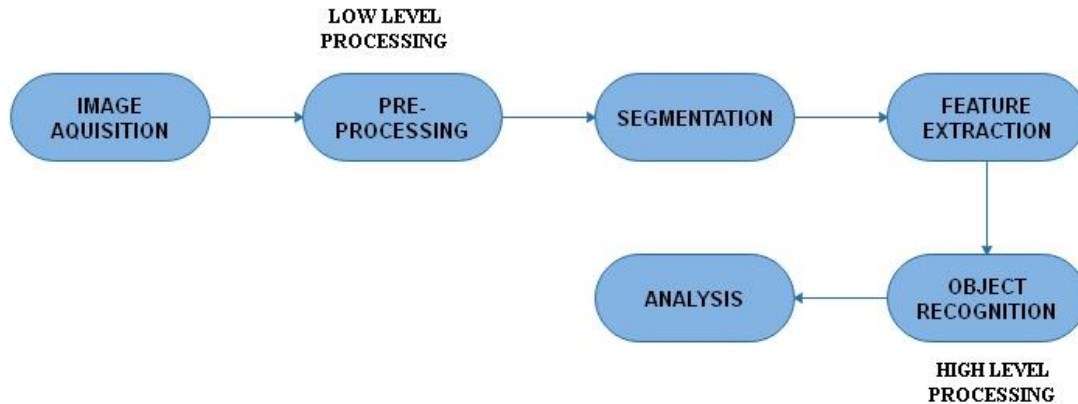 LOW LEVEL
PROCESSING
IMAGE
AQUISITION
PRE-
PROCESSING
SEGMENTATION
FEATURE
EXTRACTION
OBJECT
RECOGNITION
ANALYSIS
HIGH LEVEL
PROCESSING